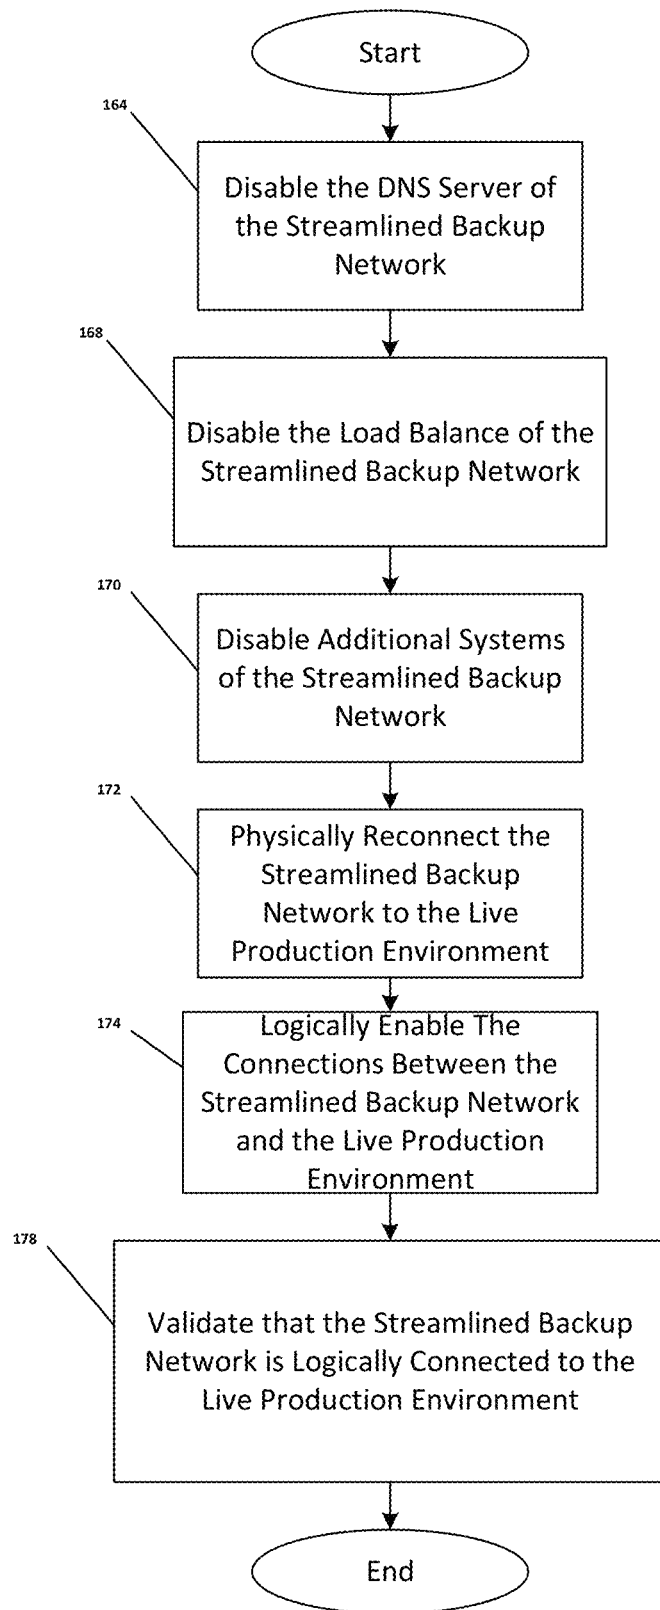 Start
164
Disable the DNS Server of
the Streamlined Backup
Network
168
Disable the Load Balance of the
Streamlined Backup Network
170
Disable Additional Systems
of the Streamlined Backup
Network
172
Physically Reconnect the
Streamlined Backup
Network to the Live
Production Environment
174
Logically Enable The
Connections Between the
Streamlined Backup Network
and the Live Production
Environment
178
Validate that the Streamlined Backup
Network is Logically Connected to the
Live Production Environment
End